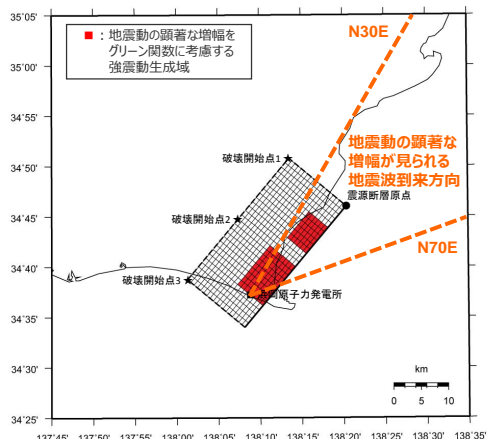 35˚05'
35˚00'
34˚55'
34˚50'
34˚45'
34˚40'
34˚35'
34˚30'
34˚25'
■：地震動の顕著な増幅を
グリーン関数に考慮する
強震動生成域
N30E
地震動の顕著な
増幅が見られる
地震波到来方向
破壊開始点1
震源断層原点
破壊開始点2
N70E
破壊開始点3
岡原子力発電所
km
0 5 10
137˚45' 137˚50' 137˚55' 138˚00' 138˚05' 138˚10' 138˚15' 138˚20' 138˚25' 138˚30' 138˚35'